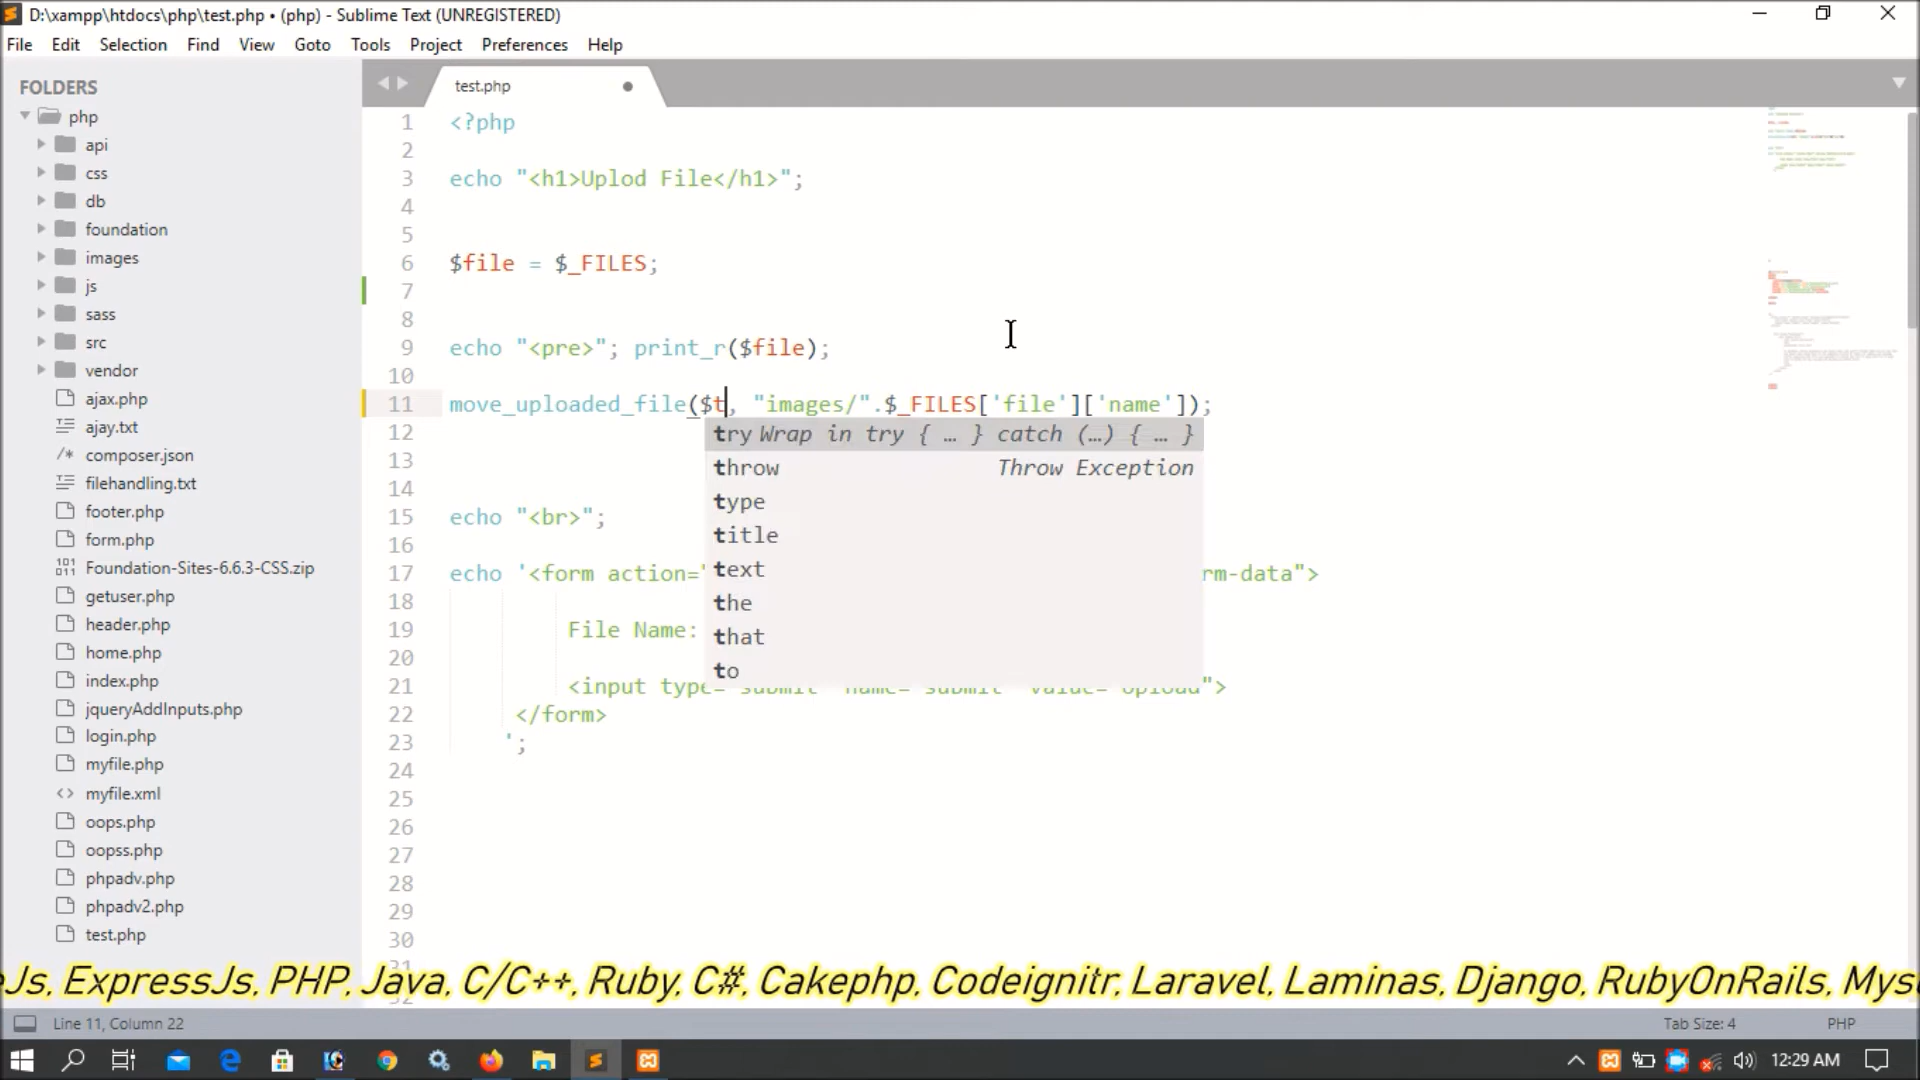 D:\xampp\htdocs\php\test.php • (php) - Sublime Text (UNREGISTERED)
File Edit Selection Find View Goto Tools Project Preferences Help
FOLDERS
php
api
css
db
foundation
images
js
sass
src
vendor
ajax.php
ajay.txt
composer.json
filehandling.txt
footer.php
form.php
Foundation-Sites-6.6.3-CSS.zip
getuser.php
header.php
home.php
index.php
jqueryAddInputs.php
login.php
myfile.php
myfile.xml
oops.php
oopss.php
phpadv.php
phpadv2.php
test.php
test.php
1 <?php
2
3 echo "<h1>Uplod File</h1>";
4
5
6 $file = $_FILES;
7
8
9 echo "<pre>"; print_r($file);
10
11 move_uploaded_file($t, "images/".$_FILES['file']['name']);
try Wrap in try { … } catch (…) { … }
throw Throw Exception
type
title
text
the
that
to
12
13
14
15 echo "<br>";
16
17 echo '<form action= rm-data">
18
19 File Name:
20
21 <input type="submit" name="submit" value="Upload">
22 </form>
23 ';
24
25
26
27
28
29
30
eJs, ExpressJs, PHP, Java, C/C++, Ruby, C#, Cakephp, Codeignitr, Laravel, Laminas, Django, RubyOnRails, Mys
Line 11, Column 22 Tab Size: 4 PHP
12:29 AM